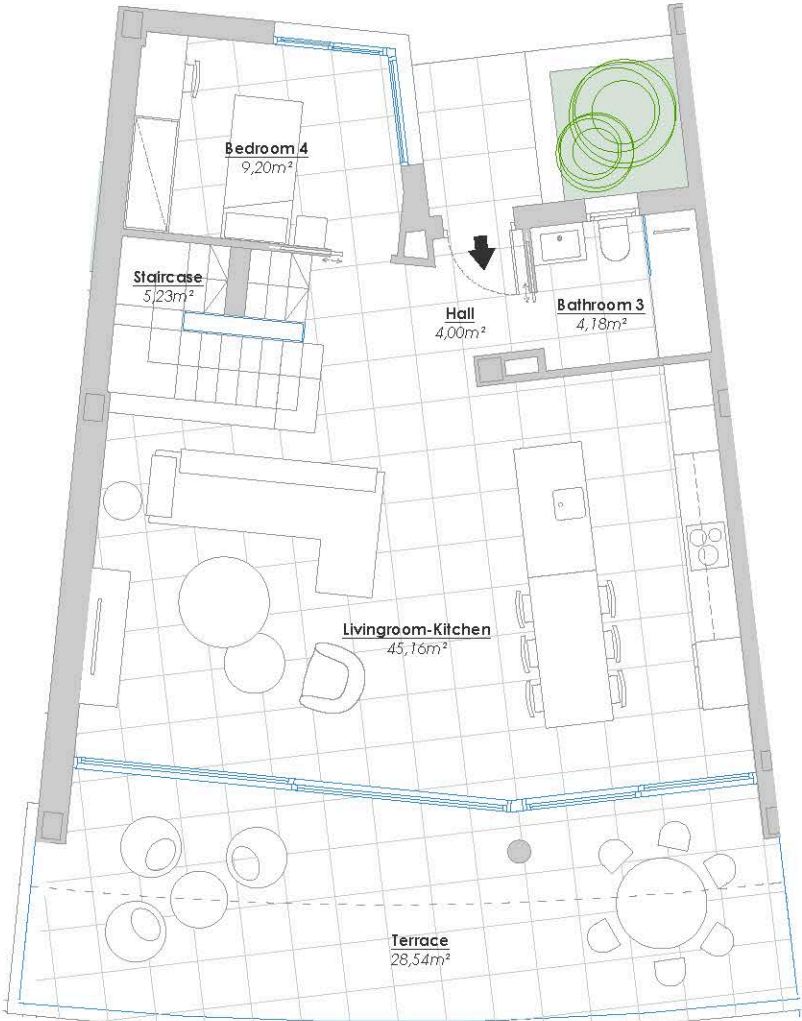 Bedroom 4
9,20m²
Staircase
5,23m²
Hall
4,00m²
Bathroom 3
4,18m²
Livingroom-Kitchen
45,16m²
Terrace
28,54m²